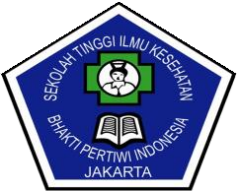 SEKOLAH TINGGI ILMU KESEHATAN
BHAKTI PERTIWI INDONESIA
JAKARTA